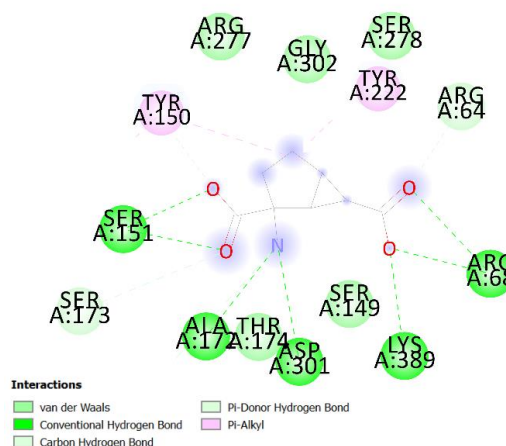 ARG
A:277
GLY
A:302
SER
A:278
TYR
A:150
TYR
A:222
ARG
A:64
O
O
SER
A:151
O
N
O
ARG
A:68
SER
A:173
ALA
A:172
THR
A:174
ASP
A:301
SER
A:149
LYS
A:389
Interactions
van der Waals
Conventional Hydrogen Bond
Carbon Hydrogen Bond
Pi-Donor Hydrogen Bond
Pi-Alkyl